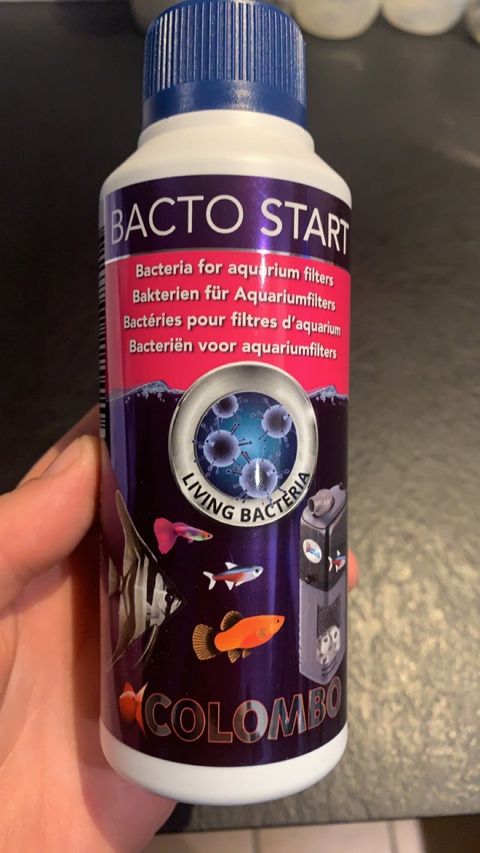 BACTO START
Bacteria for aquarium filters
Bakterien für Aquariumfilters
Bactéries pour filtres d'aquarium
Bacteriën voor aquariumfilters
LIVING BACTERIA
COLOMBO